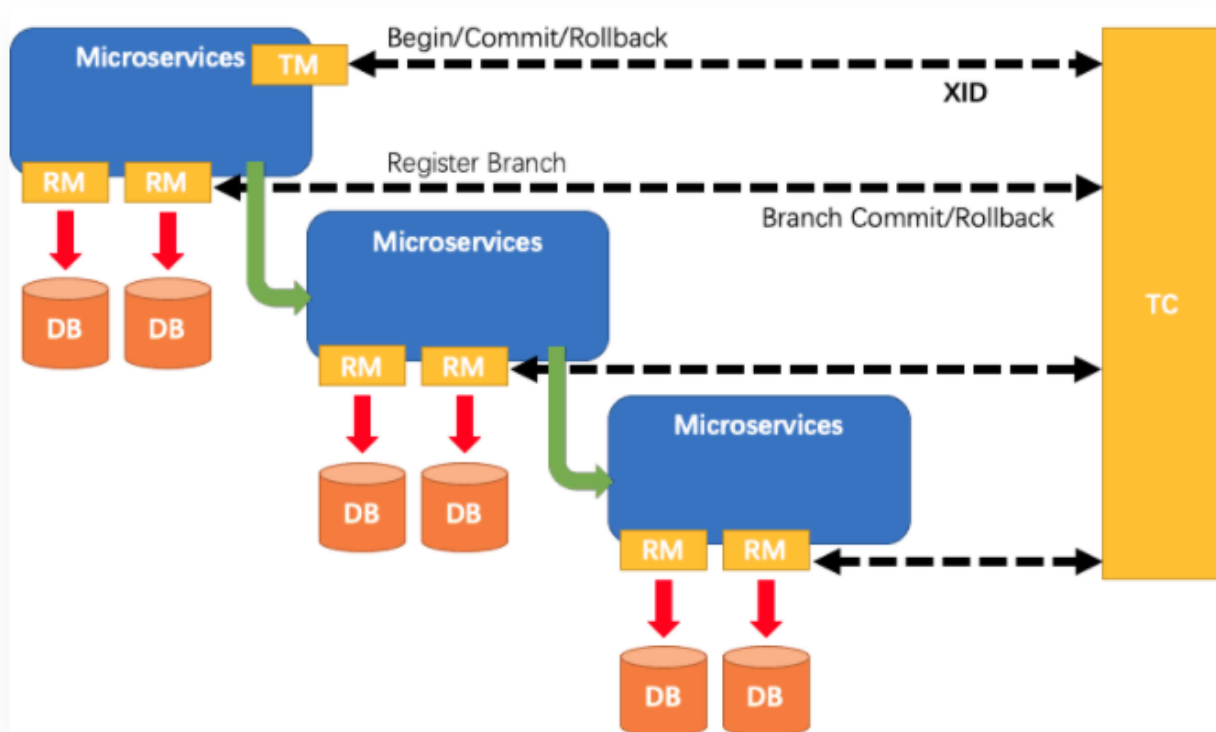 Microservices
TM
Begin/Commit/Rollback
XID
RM
RM
Register Branch
Branch Commit/Rollback
DB
DB
Microservices
TC
RM
RM
DB
DB
Microservices
RM
RM
DB
DB